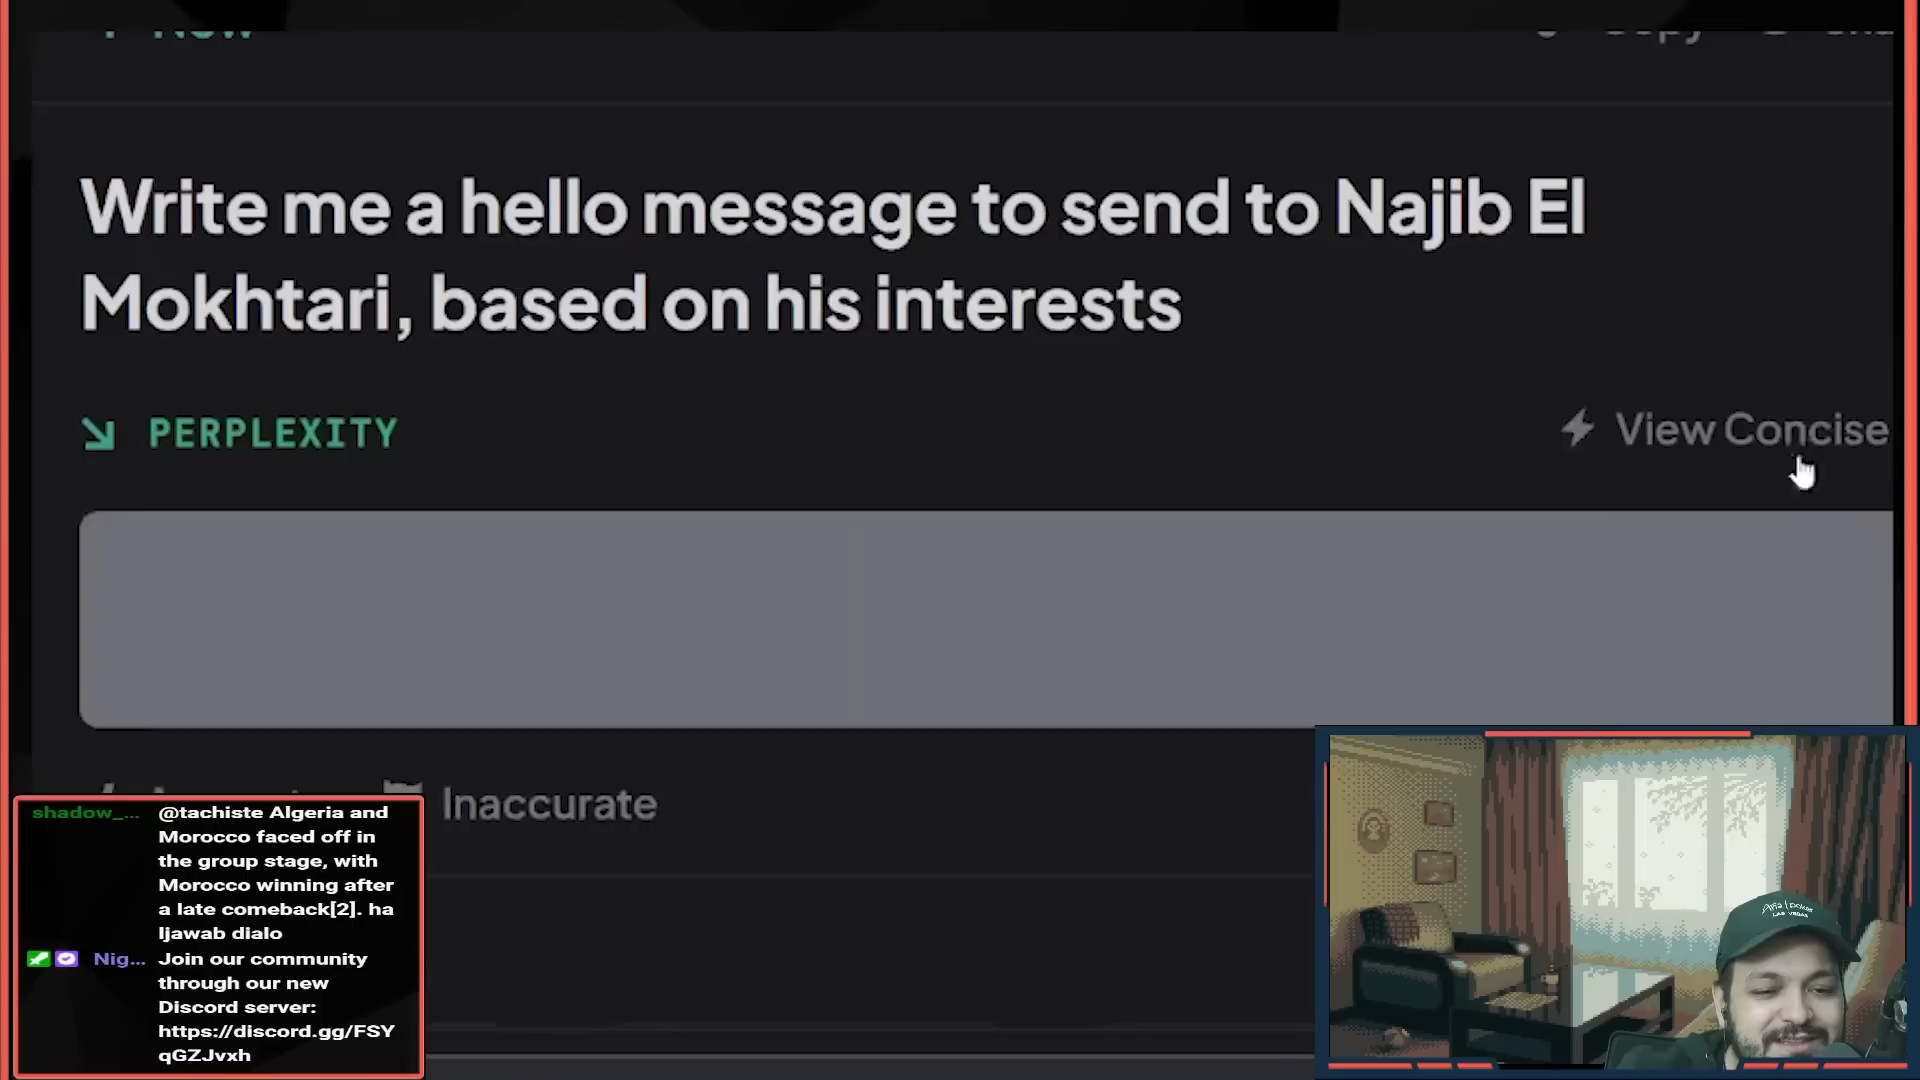 Write me a hello message to send to Najib El
Mokhtari, based on his interests
PERPLEXITY
View Concise
Inaccurate
shadow_... @tachiste Algeria and
Morocco faced off in
the group stage, with
Morocco winning after
a late comeback[2]. ha
ljawab dialo
Nig... Join our community
through our new
Discord server:
https://discord.gg/FSY
qGZJvxh
LAS VEGAS